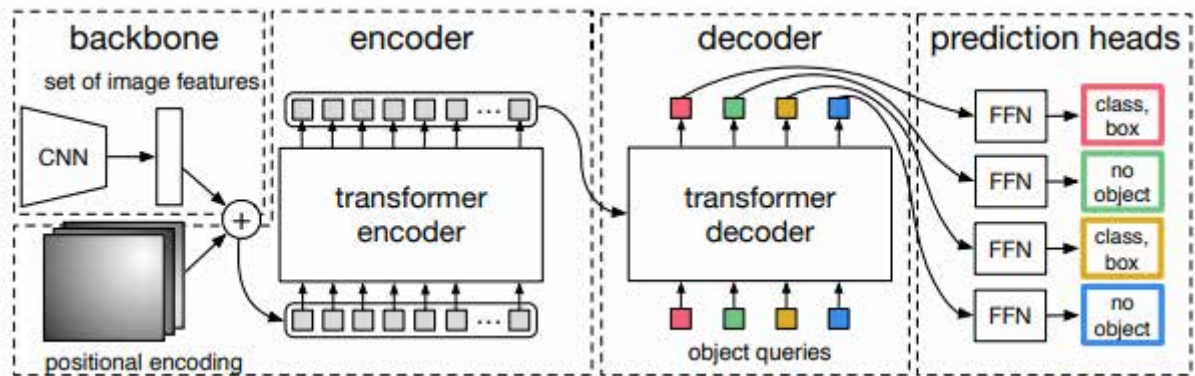 backbone
set of image features
CNN
+
positional encoding
encoder
...
transformer
encoder
...
decoder
transformer
decoder
object queries
prediction heads
FFN
class,
box
FFN
no
object
FFN
class,
box
FFN
no
object